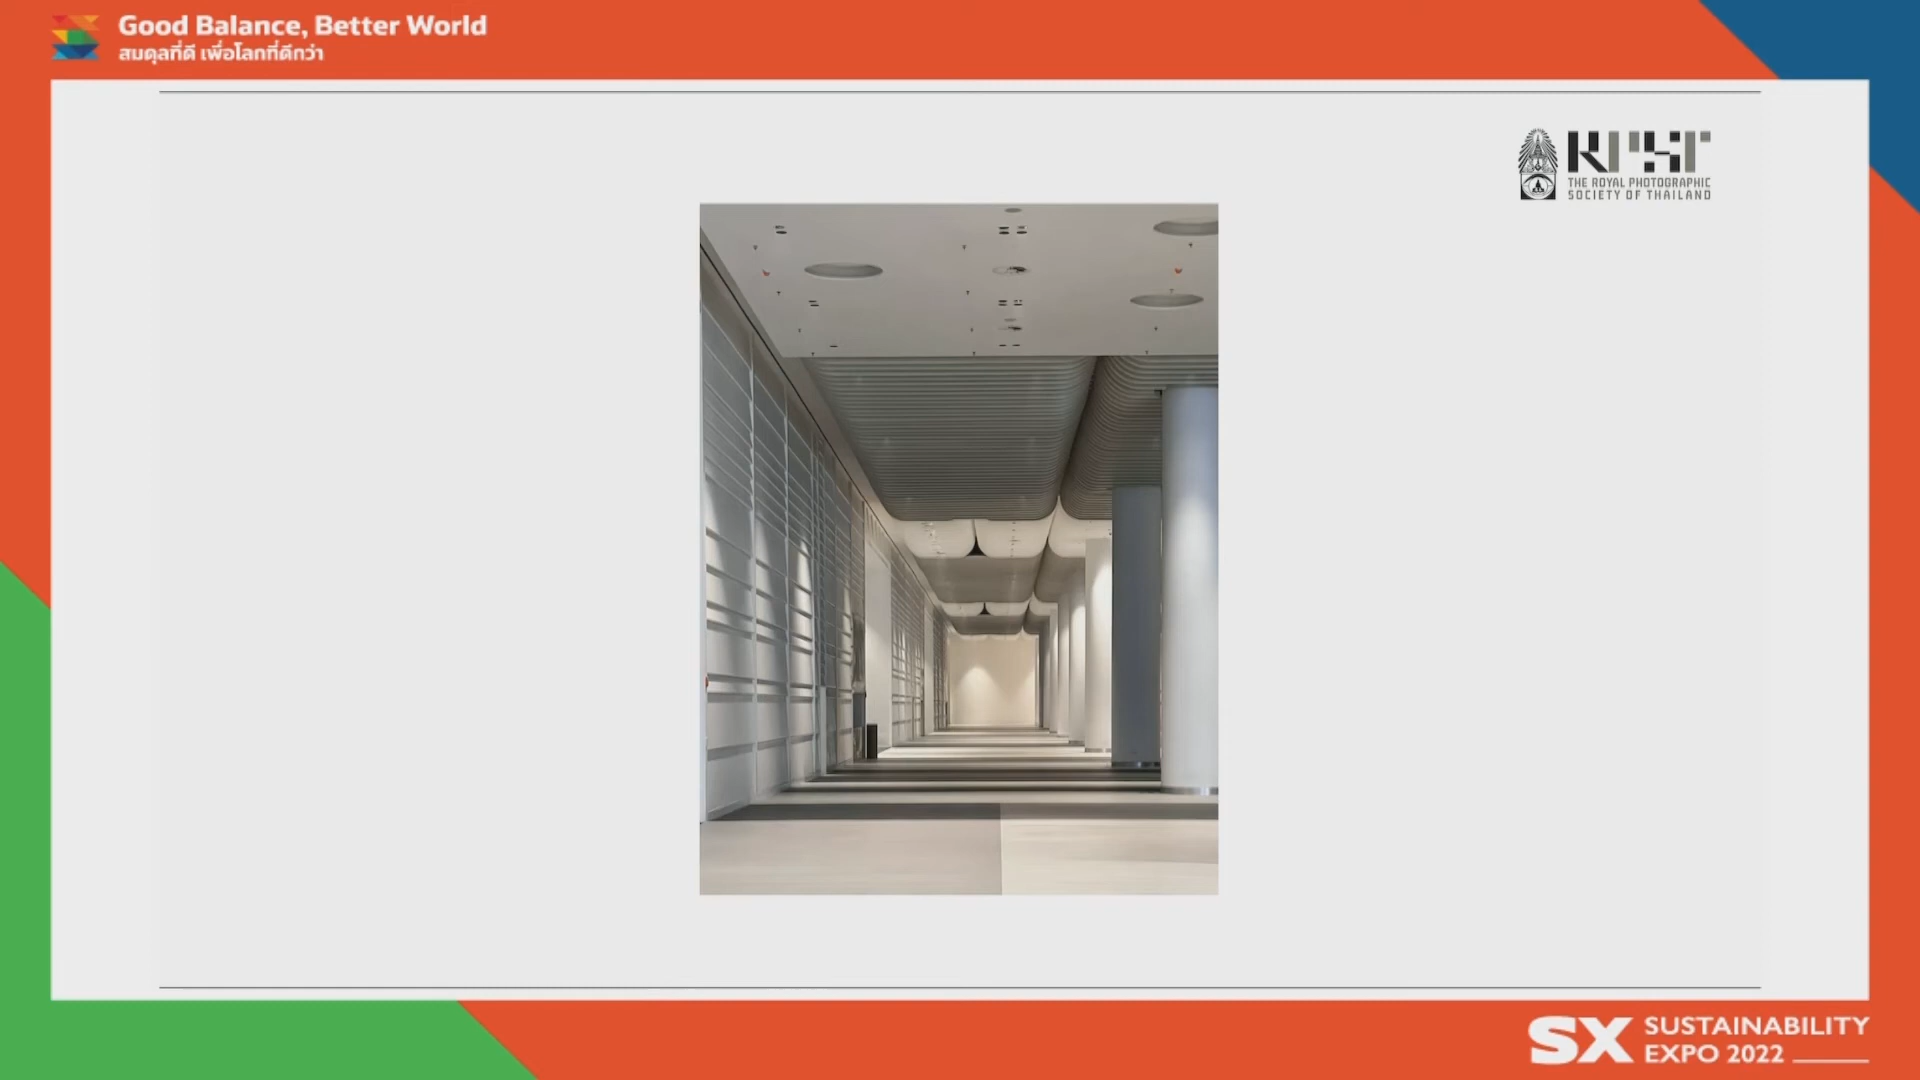 Good Balance, Better World
สมดุลที่ดี เพื่อโลกที่ดีกว่า
RPST
THE ROYAL PHOTOGRAPHIC
SOCIETY OF THAILAND
SX SUSTAINABILITY
EXPO 2022